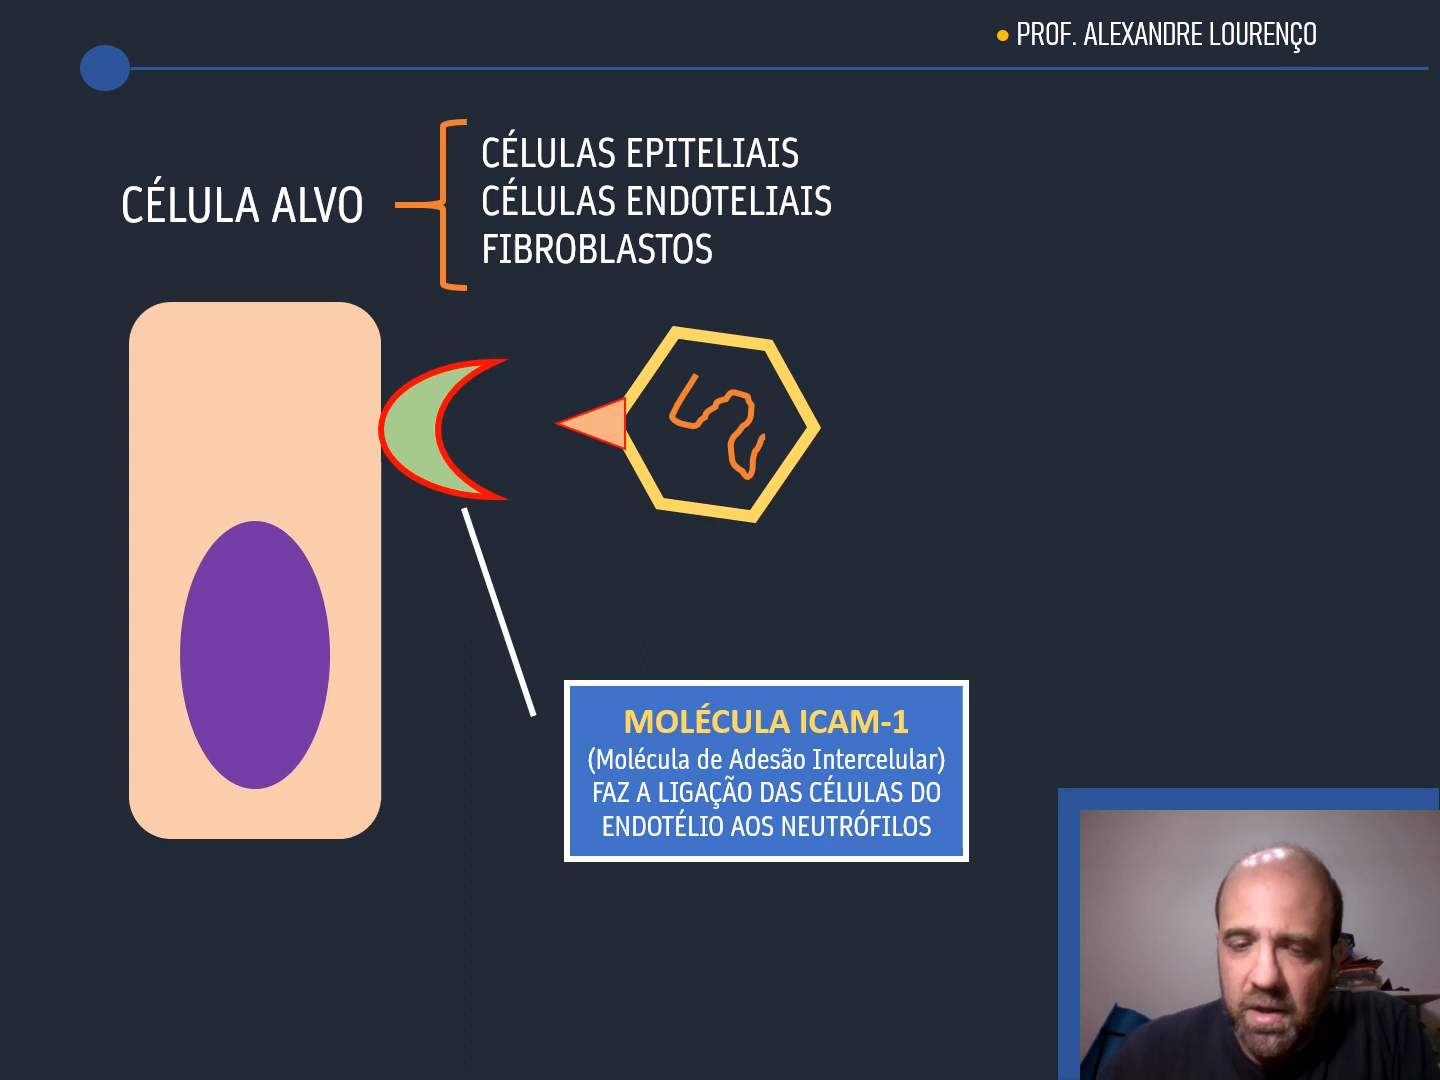 PROF. ALEXANDRE LOURENÇO
CÉLULA ALVO
CÉLULAS EPITELIAIS
CÉLULAS ENDOTELIAIS
FIBROBLASTOS
MOLÉCULA ICAM-1
(Molécula de Adesão Intercelular)
FAZ A LIGAÇÃO DAS CÉLULAS DO
ENDOTÉLIO AOS NEUTRÓFILOS